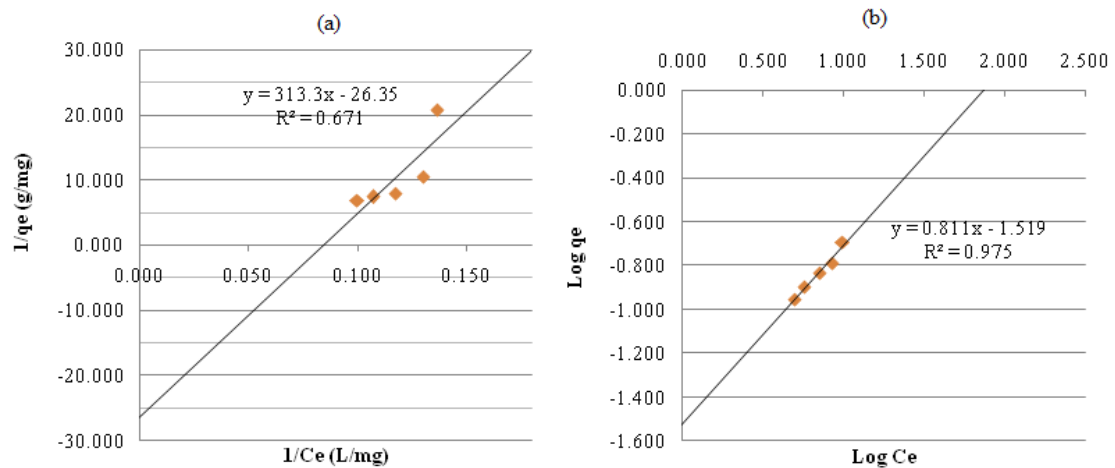 (a)
30.000
20.000
10.000
0.000
-10.000
-20.000
-30.000
0.000
0.050
0.100
0.150
y = 313.3x - 26.35
R² = 0.671
1/qe (g/mg)
1/Ce (L/mg)
(b)
0.000 0.500 1.000 1.500 2.000 2.500
0.000
-0.200
-0.400
-0.600
-0.800
-1.000
-1.200
-1.400
-1.600
y = 0.811x - 1.519
R² = 0.975
Log qe
Log Ce